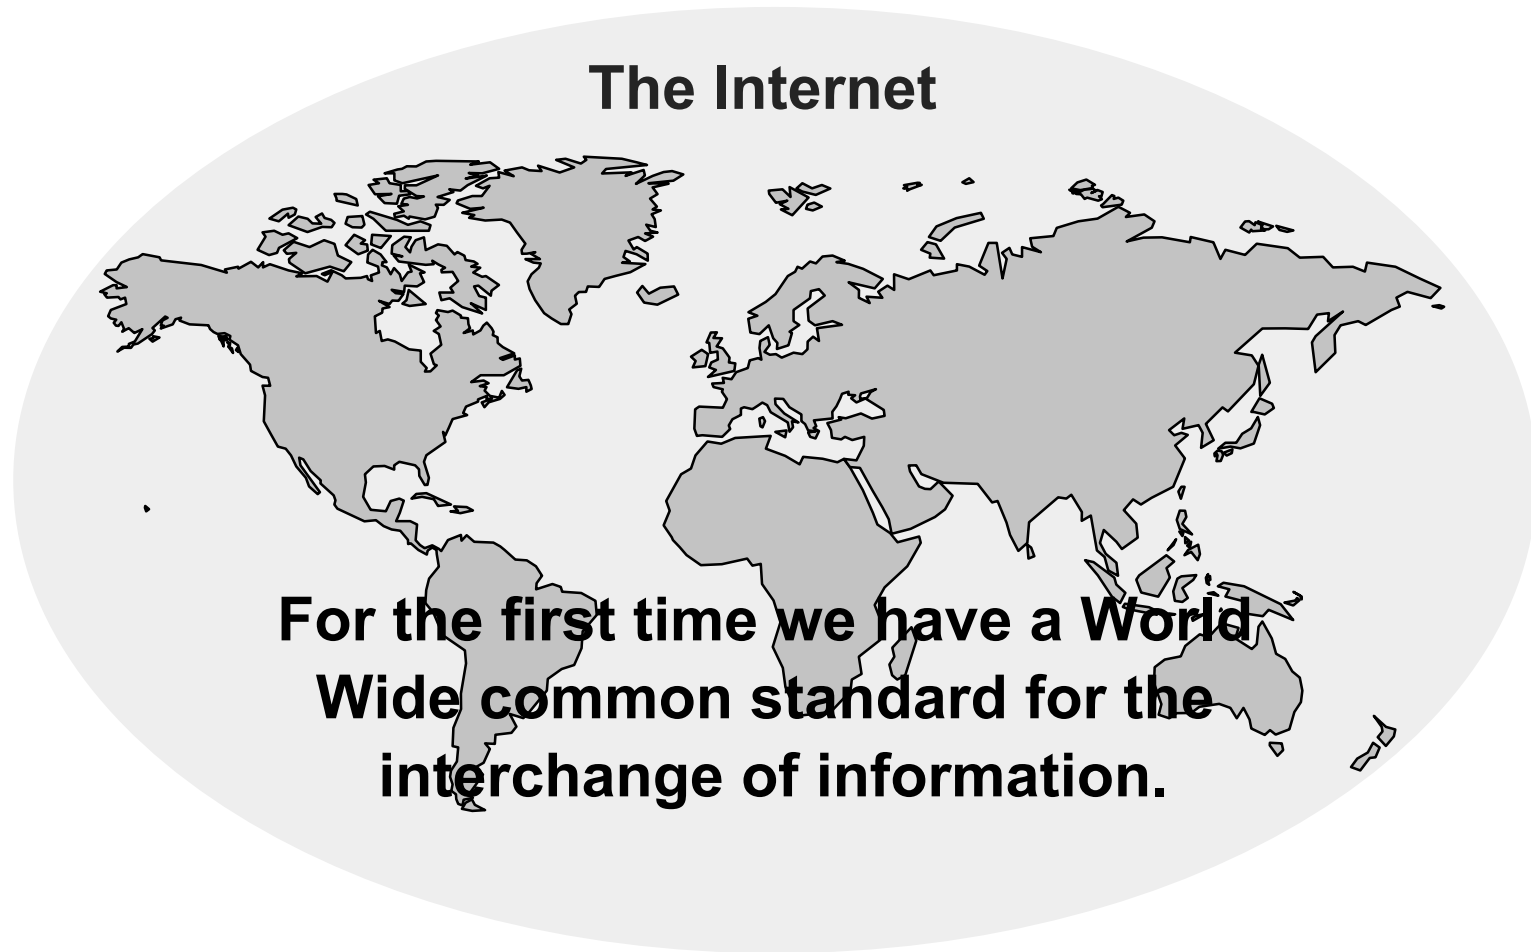 The Internet
For the first time we have a World
Wide common standard for the
interchange of information.